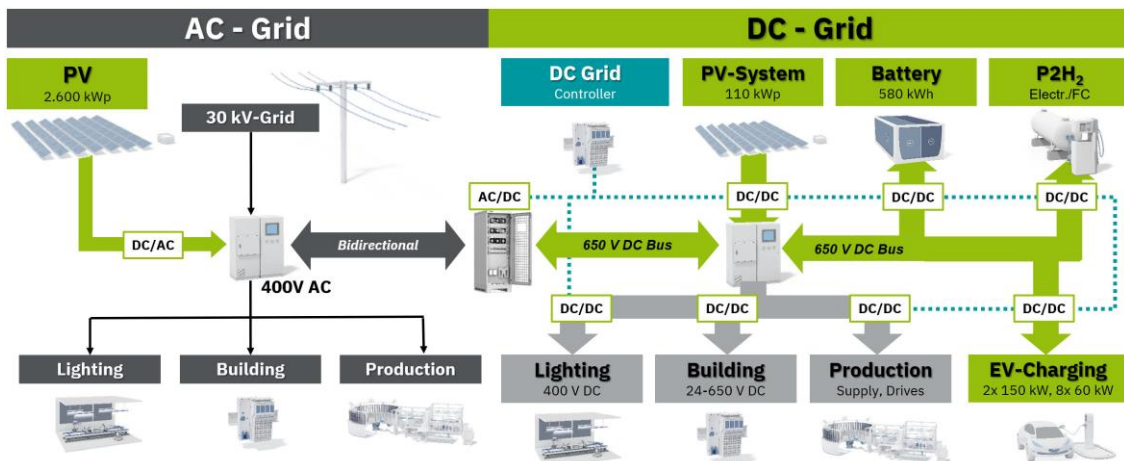 AC - Grid
DC - Grid
PV
2.600 kWp
30 kV-Grid
DC Grid
Controller
PV-System
110 kWp
Battery
580 kWh
P2H₂
Electr./FC
AC/DC
DC/DC
DC/DC
DC/DC
DC/AC
Bidirectional
650 V DC Bus
650 V DC Bus
400V AC
DC/DC
DC/DC
DC/DC
DC/DC
Lighting
Building
Production
Lighting
400 V DC
Building
24-650 V DC
Production
Supply, Drives
EV-Charging
2x 150 kW, 8x 60 kW